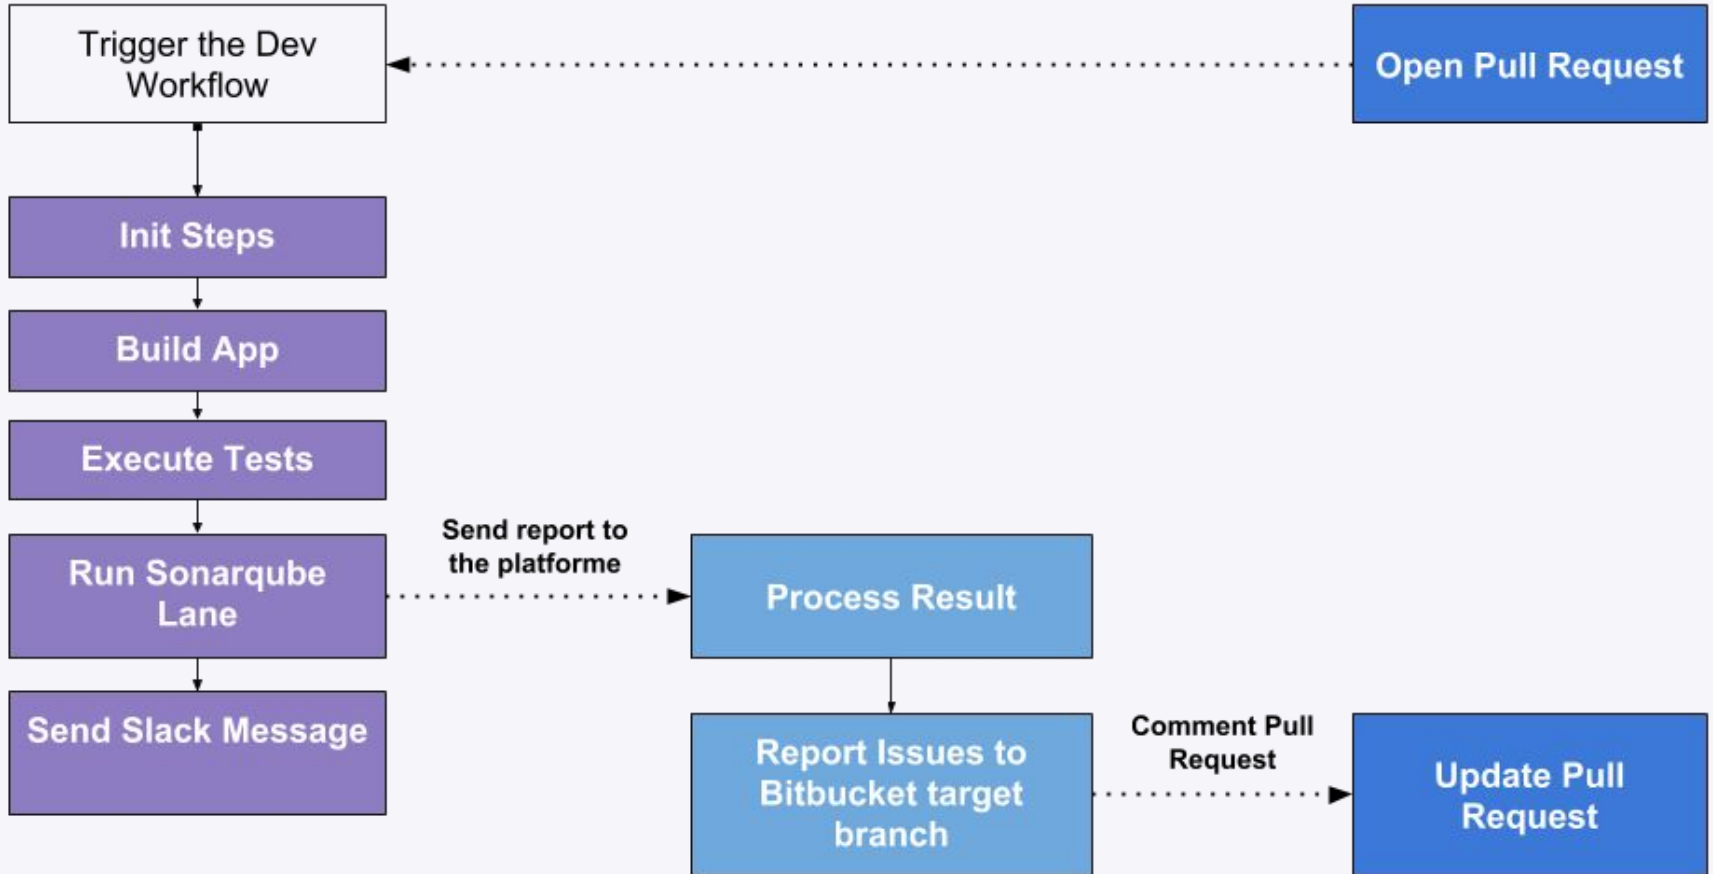 Trigger the Dev
Workflow
Open Pull Request
Init Steps
Build App
Execute Tests
Run Sonarqube
Lane
Send report to
the platforme
Process Result
Send Slack Message
Report Issues to
Bitbucket target
branch
Comment Pull
Request
Update Pull
Request